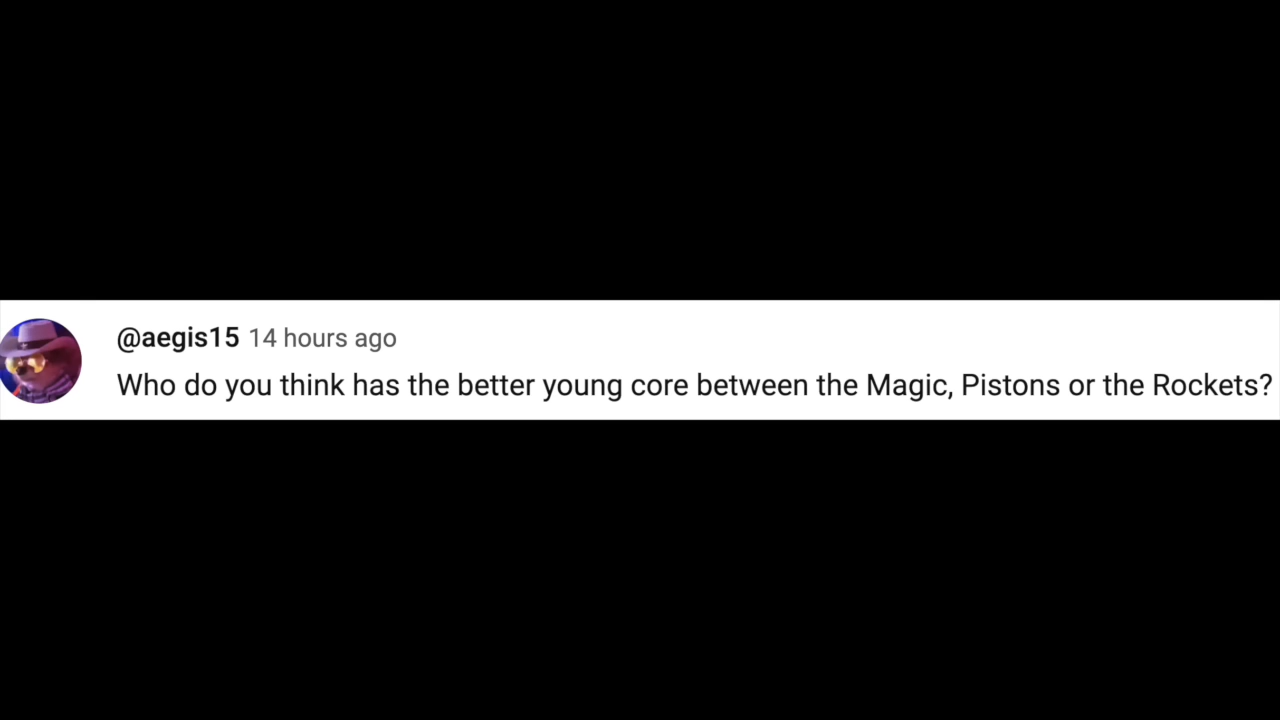 @aegis15 14 hours ago
Who do you think has the better young core between the Magic, Pistons or the Rockets?